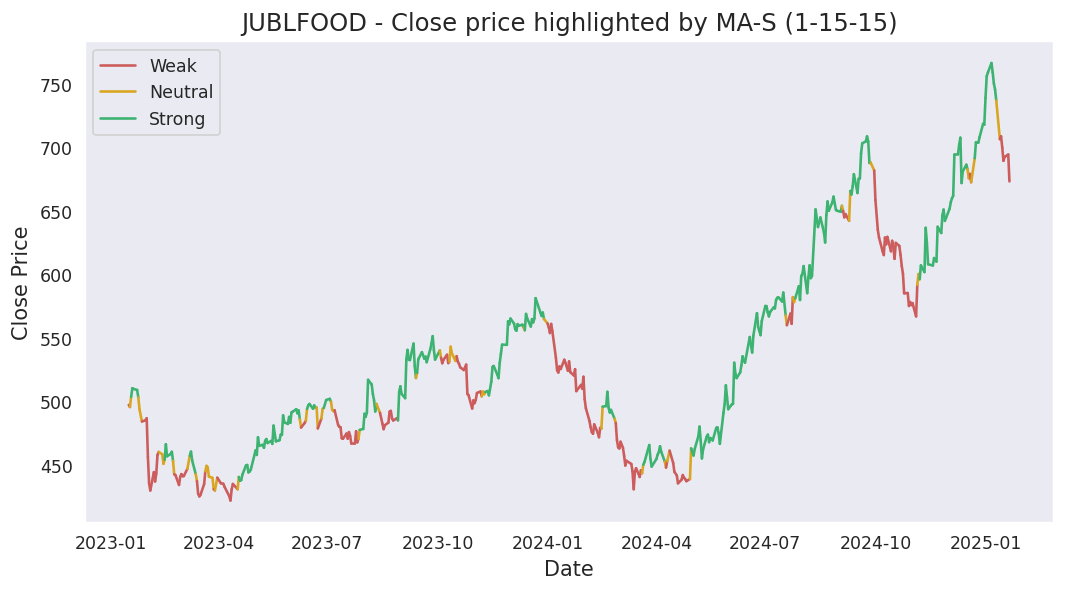 JUBLFOOD - Close price highlighted by MA-S (1-15-15)
Weak
Neutral
Strong
Close Price
750
700
650
600
550
500
450
2023-01
2023-04
2023-07
2023-10
2024-01
2024-04
2024-07
2024-10
2025-01
Date